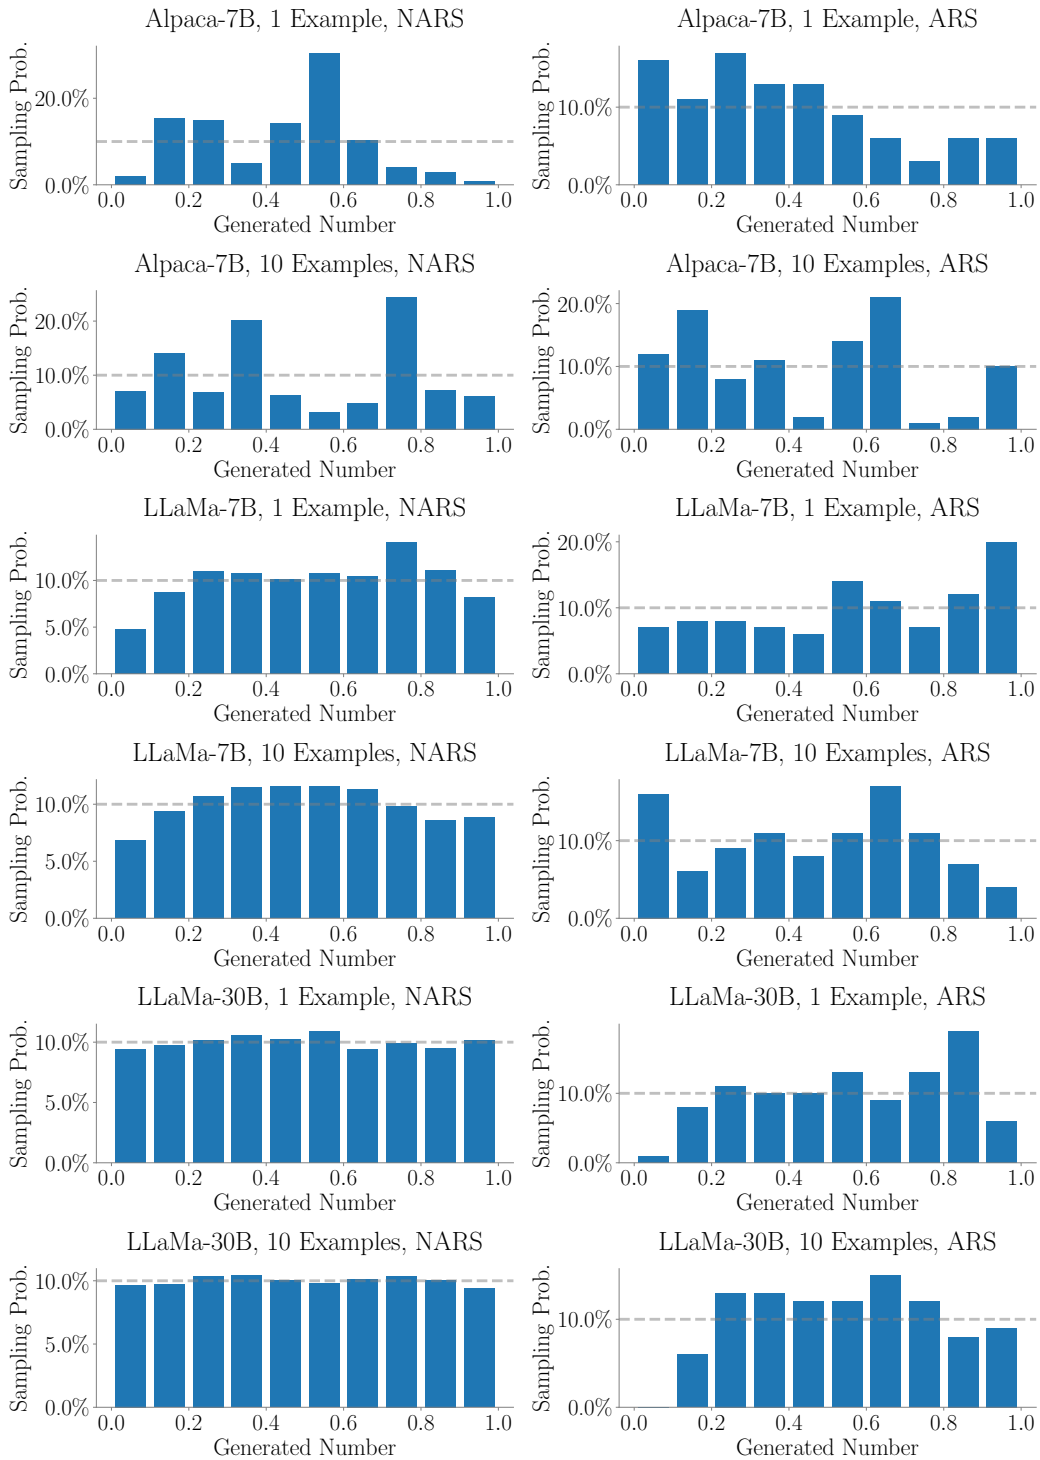 Alpaca-7B, 1 Example, NARS
Sampling Prob.
20.0%
0.0%
0.0 0.2 0.4 0.6 0.8 1.0
Generated Number
Alpaca-7B, 1 Example, ARS
Sampling Prob.
10.0%
0.0%
0.0 0.2 0.4 0.6 0.8 1.0
Generated Number
Alpaca-7B, 10 Examples, NARS
Sampling Prob.
20.0%
10.0%
0.0%
0.0 0.2 0.4 0.6 0.8 1.0
Generated Number
Alpaca-7B, 10 Examples, ARS
Sampling Prob.
20.0%
10.0%
0.0%
0.0 0.2 0.4 0.6 0.8 1.0
Generated Number
LLaMa-7B, 1 Example, NARS
Sampling Prob.
10.0%
5.0%
0.0%
0.0 0.2 0.4 0.6 0.8 1.0
Generated Number
LLaMa-7B, 1 Example, ARS
Sampling Prob.
20.0%
10.0%
0.0%
0.0 0.2 0.4 0.6 0.8 1.0
Generated Number
LLaMa-7B, 10 Examples, NARS
Sampling Prob.
10.0%
5.0%
0.0%
0.0 0.2 0.4 0.6 0.8 1.0
Generated Number
LLaMa-7B, 10 Examples, ARS
Sampling Prob.
10.0%
0.0%
0.0 0.2 0.4 0.6 0.8 1.0
Generated Number
LLaMa-30B, 1 Example, NARS
Sampling Prob.
10.0%
5.0%
0.0%
0.0 0.2 0.4 0.6 0.8 1.0
Generated Number
LLaMa-30B, 1 Example, ARS
Sampling Prob.
10.0%
0.0%
0.0 0.2 0.4 0.6 0.8 1.0
Generated Number
LLaMa-30B, 10 Examples, NARS
Sampling Prob.
10.0%
5.0%
0.0%
0.0 0.2 0.4 0.6 0.8 1.0
Generated Number
LLaMa-30B, 10 Examples, ARS
Sampling Prob.
10.0%
0.0%
0.0 0.2 0.4 0.6 0.8 1.0
Generated Number